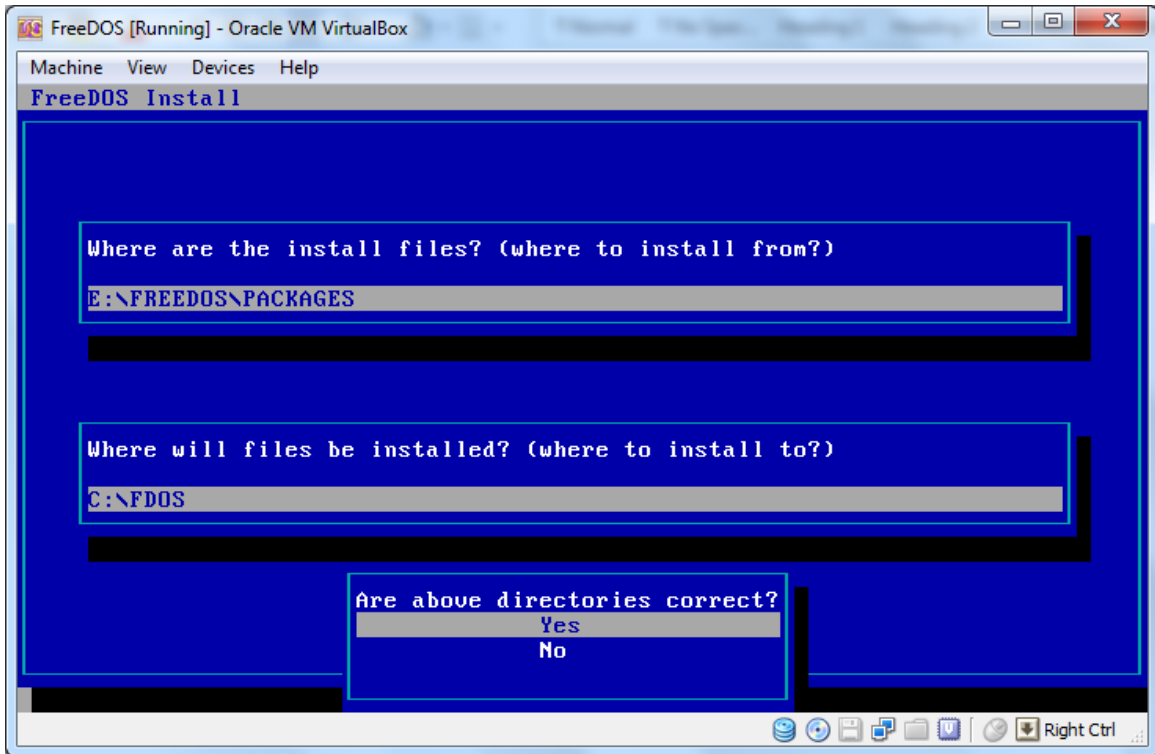 FreeDOS [Running] - Oracle VM VirtualBox
Machine View Devices Help
FreeDOS Install
Where are the install files? (where to install from?)
E:\FREEDOS\PACKAGES
Where will files be installed? (where to install to?)
C:\FDOS
Are above directories correct?
Yes
No
Right Ctrl